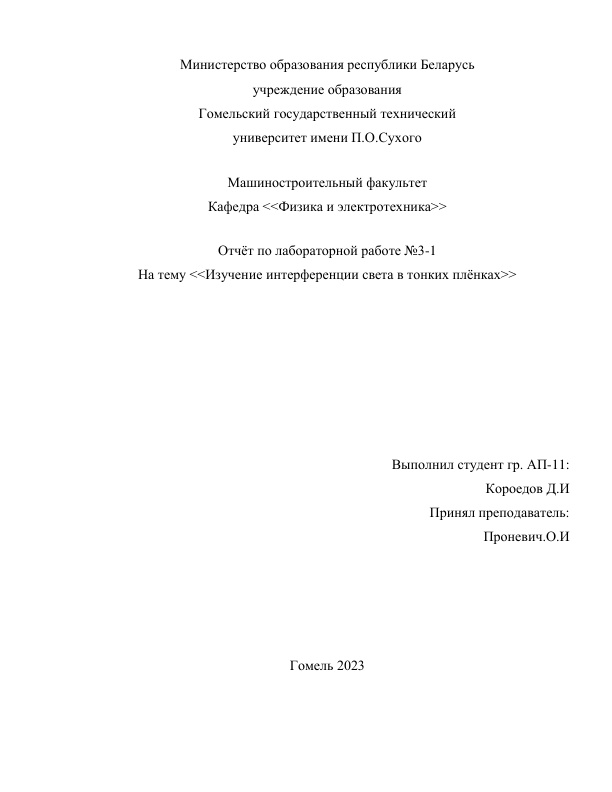 Министерство образования республики Беларусь
учреждение образования
Гомельский государственный технический
университет имени П.О.Сухого
Машиностроительный факультет
Кафедра <<Физика и электротехника>>
Отчёт по лабораторной работе №3-1
На тему <<Изучение интерференции света в тонких плёнках>>
Выполнил студент гр. АП-11:
Короедов Д.И
Принял преподаватель:
Проневич.О.И
Гомель 2023